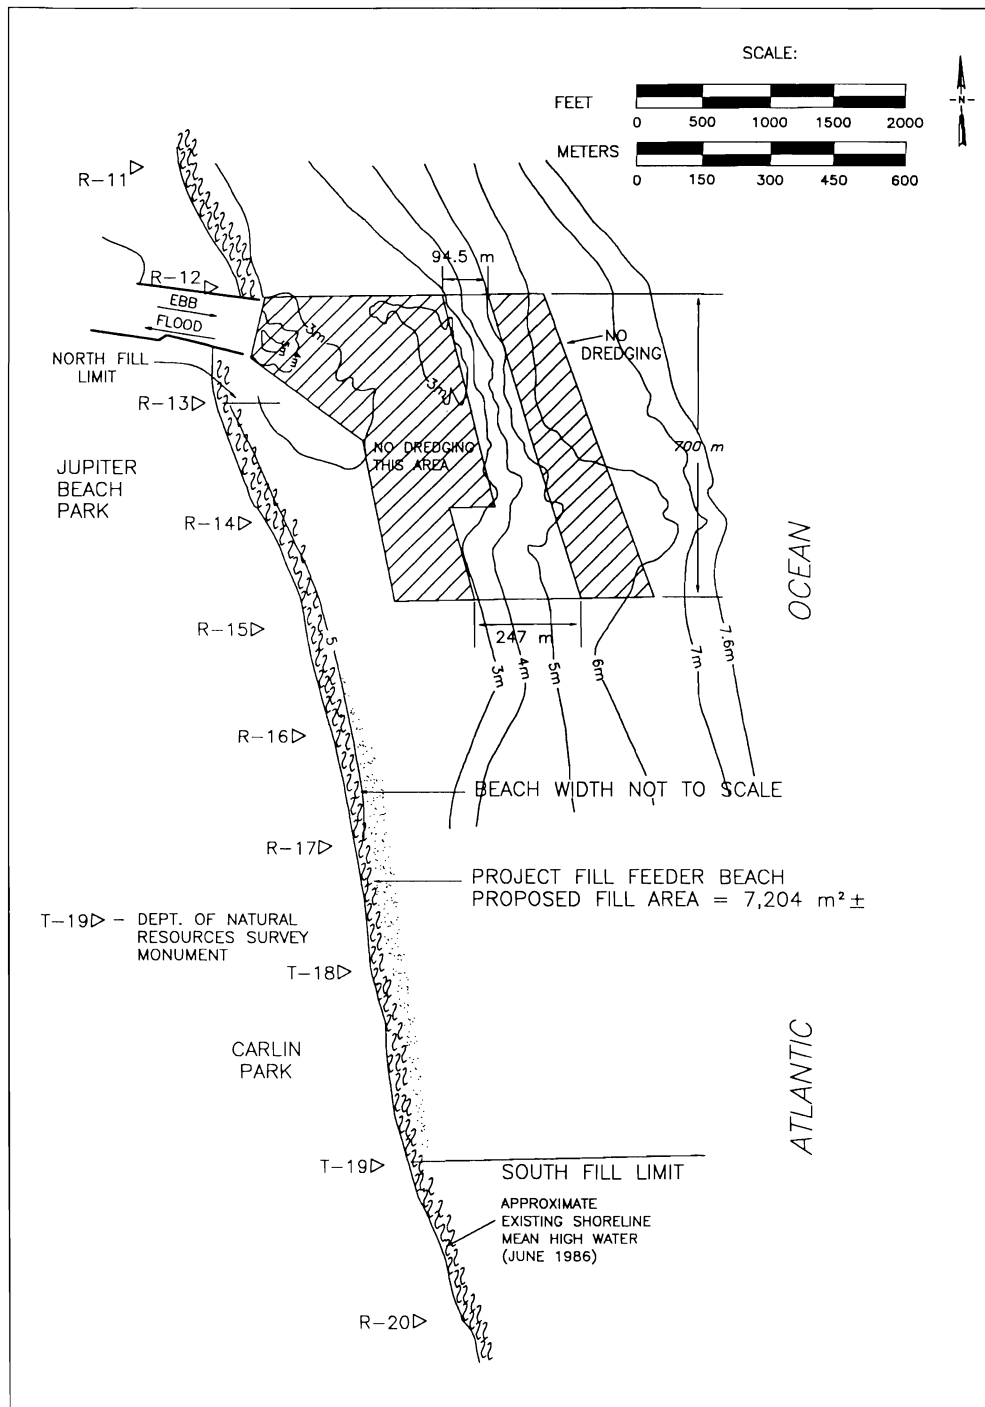 SCALE:
FEET
0 500 1000 1500 2000
METERS
0 150 300 450 600
N
R-11
94.5 m
R-12
EBB
FLOOD
3m
NO
DREDGING
3m
NORTH FILL
LIMIT
R-13
700 m
NO DREDGING
THIS AREA
JUPITER
BEACH
PARK
R-14
OCEAN
R-15
5
247 m
3m
4m
5m
6m
7m
7.6m
R-16
BEACH WIDTH NOT TO SCALE
R-17
PROJECT FILL FEEDER BEACH
PROPOSED FILL AREA = 7,204 m² ±
T-19 - DEPT. OF NATURAL
RESOURCES SURVEY
MONUMENT
T-18
CARLIN
PARK
ATLANTIC
T-19
SOUTH FILL LIMIT
APPROXIMATE
EXISTING SHORELINE
MEAN HIGH WATER
(JUNE 1986)
R-20